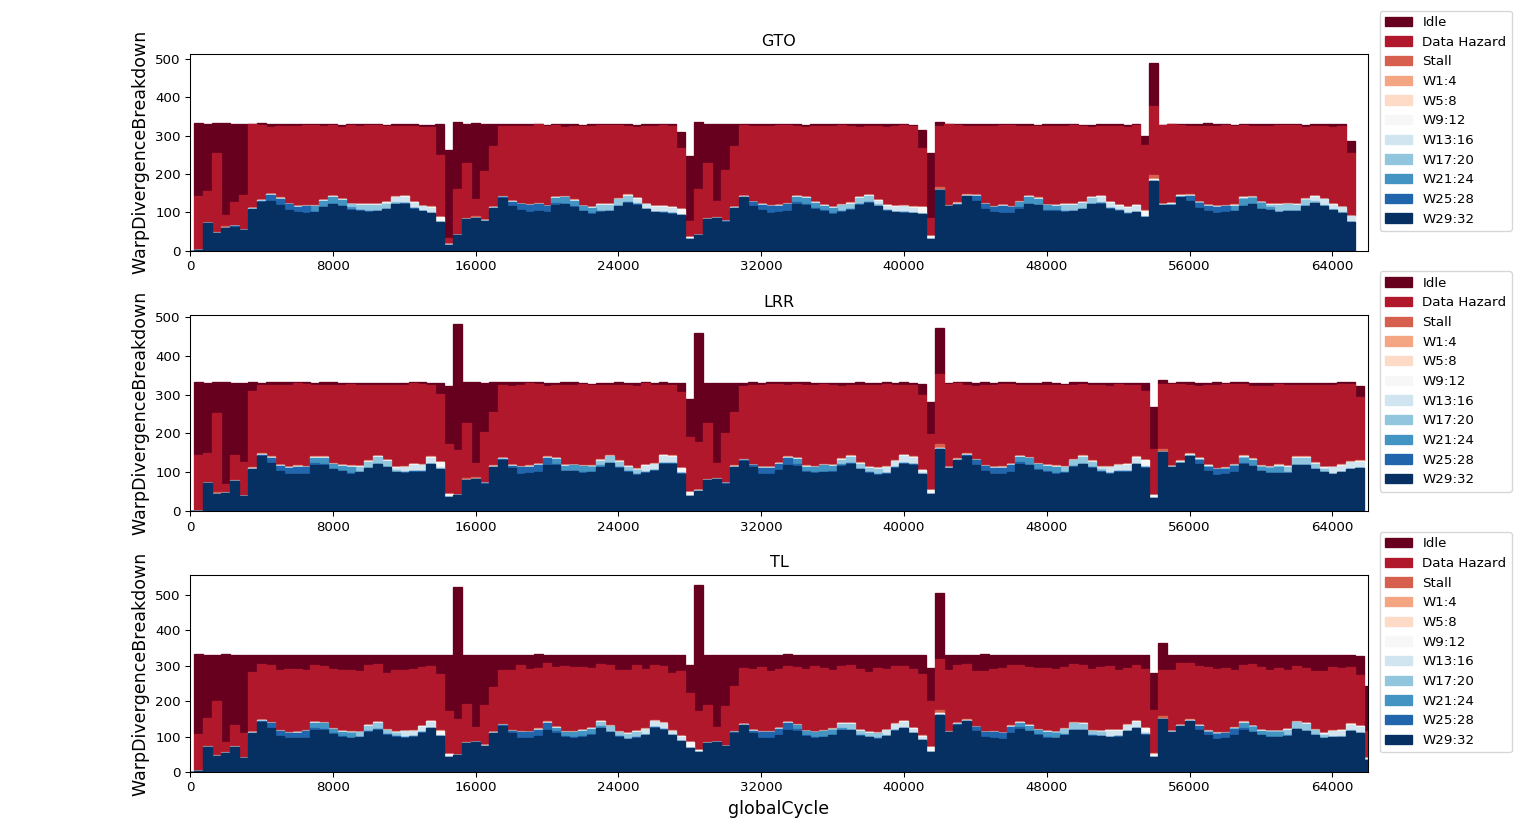 GTO
WarpDivergenceBreakdown
500
400
300
200
100
0
0 8000 16000 24000 32000 40000 48000 56000 64000
Idle
Data Hazard
Stall
W1:4
W5:8
W9:12
W13:16
W17:20
W21:24
W25:28
W29:32
LRR
WarpDivergenceBreakdown
500
400
300
200
100
0
0 8000 16000 24000 32000 40000 48000 56000 64000
Idle
Data Hazard
Stall
W1:4
W5:8
W9:12
W13:16
W17:20
W21:24
W25:28
W29:32
TL
WarpDivergenceBreakdown
500
400
300
200
100
0
0 8000 16000 24000 32000 40000 48000 56000 64000
globalCycle
Idle
Data Hazard
Stall
W1:4
W5:8
W9:12
W13:16
W17:20
W21:24
W25:28
W29:32